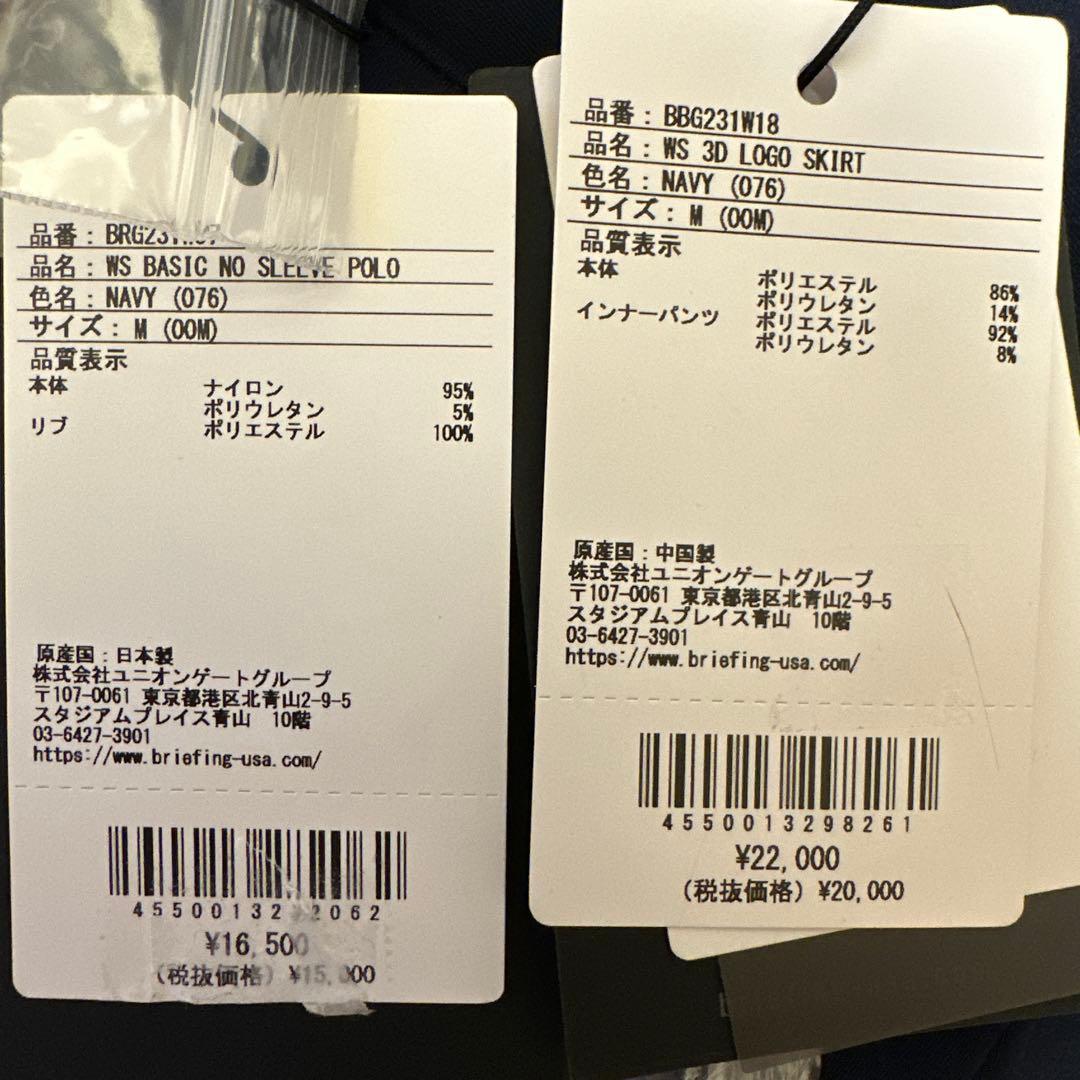 品番:
品名: WS BASIC NO SLEEVE POLO
色名: NAVY (076)
サイズ: M (00M)
品質表示
本体 ナイロン 95%
ポリウレタン 5%
リブ ポリエステル 100%
原産国:日本製
株式会社ユニオンゲートグループ
〒107-0061 東京都港区北青山2-9-5
スタジアムプレイス青山 10階
03-6427-3901
https://www.briefing-usa.com/
¥16,500
(税抜価格) ¥15,000
品番: BBG231W18
品名: WS 3D LOGO SKIRT
色名: NAVY (076)
サイズ: M (00M)
品質表示
本体 ポリエステル 86%
ポリウレタン 14%
インナーパンツ ポリエステル 92%
ポリウレタン 8%
原産国:中国製
株式会社ユニオンゲートグループ
〒107-0061 東京都港区北青山2-9-5
スタジアムプレイス青山 10階
03-6427-3901
https://www.briefing-usa.com/
4550013298261
¥22,000
(税抜価格) ¥20,000